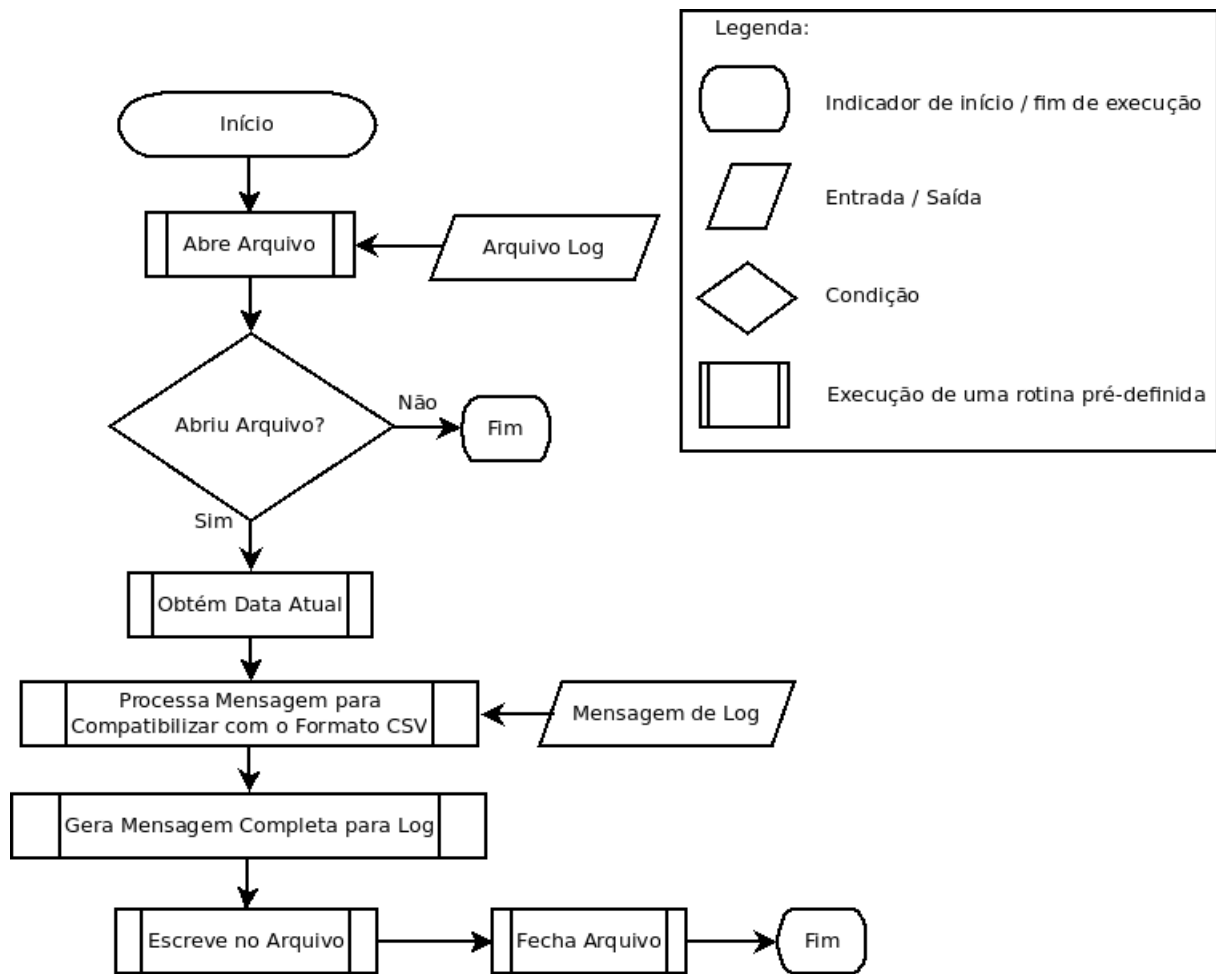 Início
Abre Arquivo
Arquivo Log
Abriu Arquivo?
Não
Fim
Sim
Obtém Data Atual
Processa Mensagem para
Compatibilizar com o Formato CSV
Mensagem de Log
Gera Mensagem Completa para Log
Escreve no Arquivo
Fecha Arquivo
Fim
Legenda:
Indicador de início / fim de execução
Entrada / Saída
Condição
Execução de uma rotina pré-definida